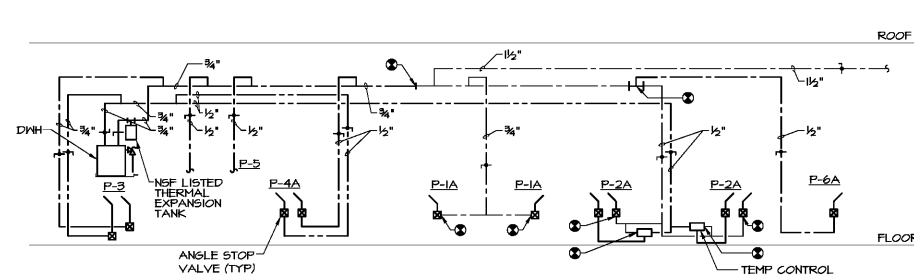 ROOF
1½"
¾"
1½"
¾"
½"
¾"
¾"
¾"
½"
½"
½"
¾"
½"
½"
DWH
P-5
P-3
NSF LISTED
THERMAL
EXPANSION
TANK
P-4A
P-1A
P-1A
P-2A
P-2A
P-6A
ANGLE STOP
VALVE (TYP)
FLOOR
TEMP CONTROL